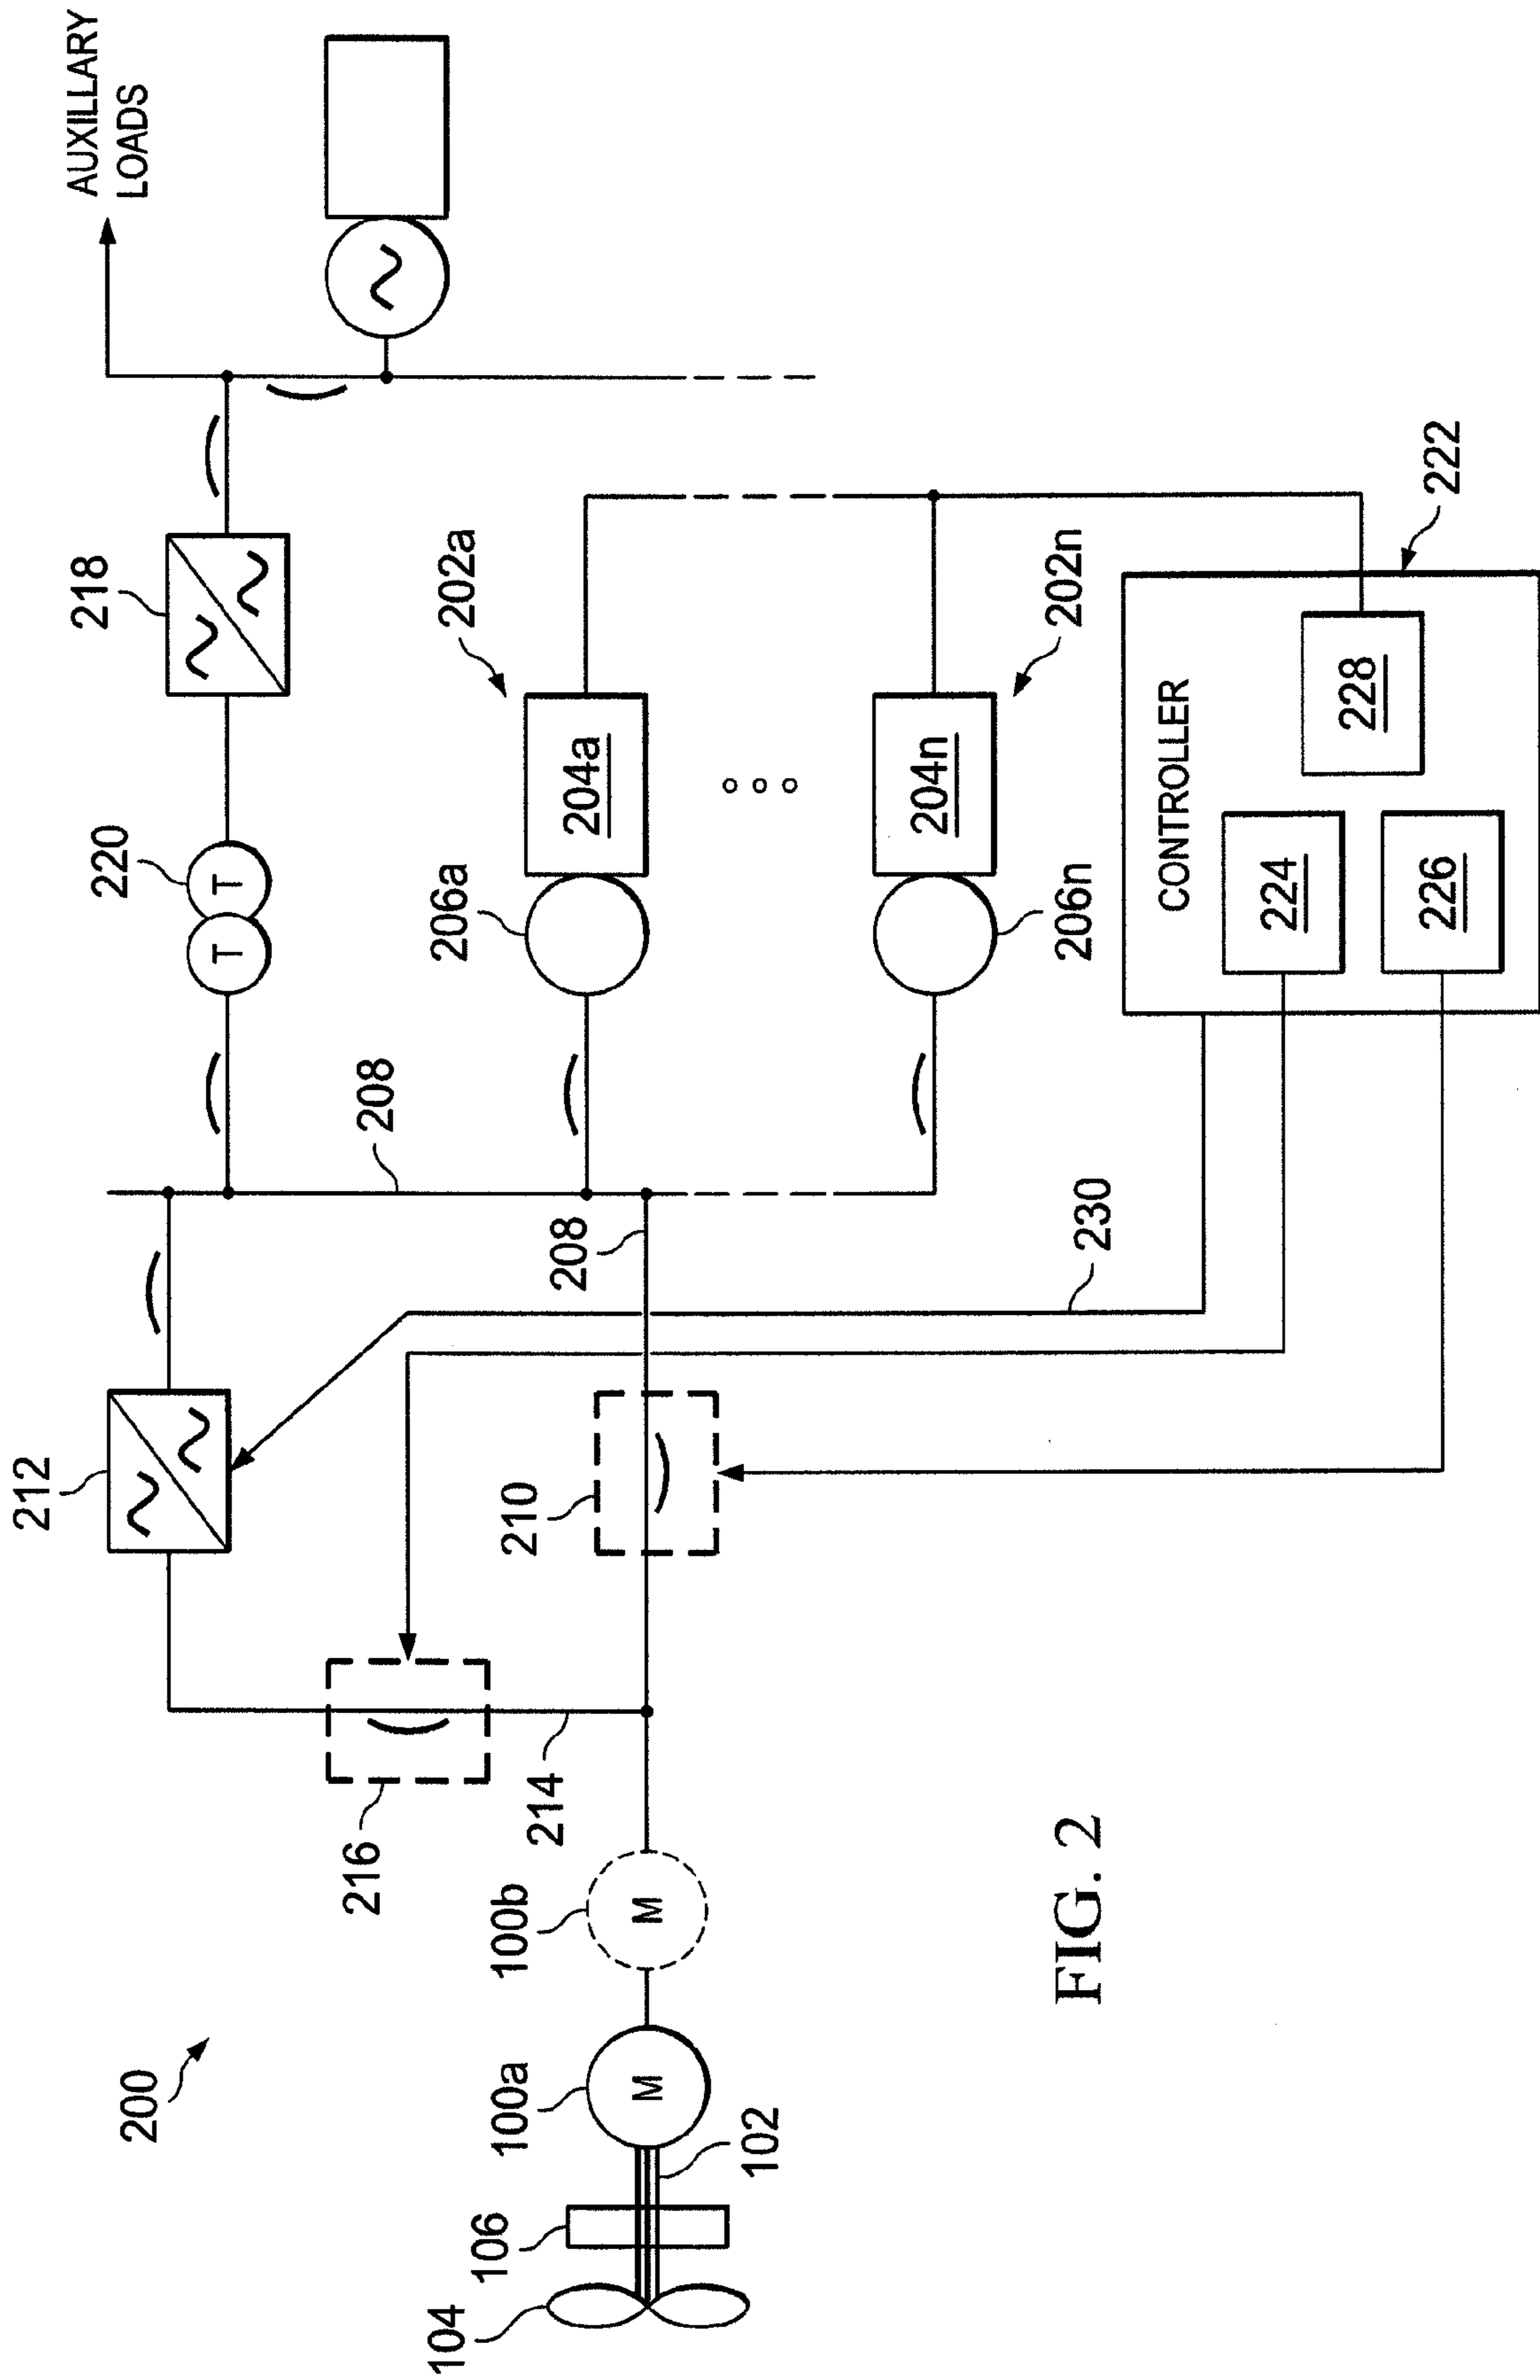 AUXILLARY
LOADS
218
220
202a
204a
206a
202n
204n
206n
222
CONTROLLER
228
224
226
208
208
230
212
210
216
214
100b
M
100a
M
102
106
104
200
T
T
FIG. 2